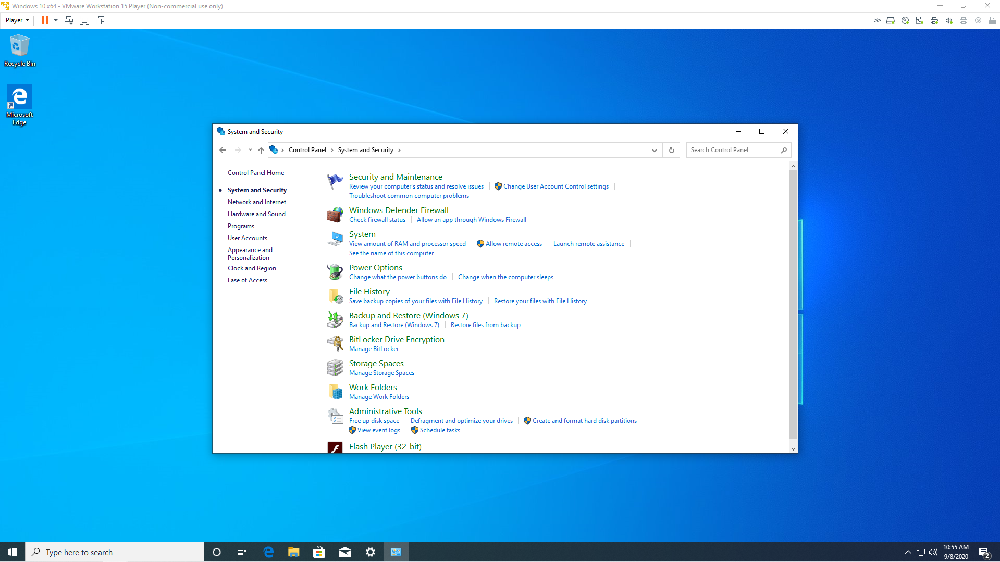 Windows 10 x64 - VMware Workstation 15 Player (Non-commercial use only)
Player
Recycle Bin
Microsoft
Edge
System and Security
Control Panel
System and Security
Search Control Panel
Control Panel Home
System and Security
Network and Internet
Hardware and Sound
Programs
User Accounts
Appearance and
Personalization
Clock and Region
Ease of Access
Security and Maintenance
Review your computer's status and resolve issues
Change User Account Control settings
Troubleshoot common computer problems
Windows Defender Firewall
Check firewall status
Allow an app through Windows Firewall
System
View amount of RAM and processor speed
Allow remote access
Launch remote assistance
See the name of this computer
Power Options
Change what the power buttons do
Change when the computer sleeps
File History
Save backup copies of your files with File History
Restore your files with File History
Backup and Restore (Windows 7)
Backup and Restore (Windows 7)
Restore files from backup
BitLocker Drive Encryption
Manage BitLocker
Storage Spaces
Manage Storage Spaces
Work Folders
Manage Work Folders
Administrative Tools
Free up disk space
Defragment and optimize your drives
Create and format hard disk partitions
View event logs
Schedule tasks
Flash Player (32-bit)
Type here to search
10:55 AM
9/8/2020
2